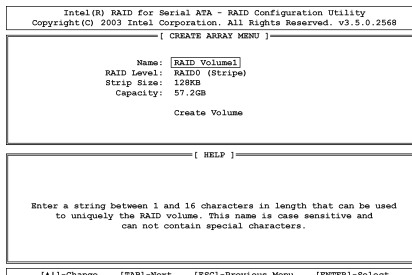 Intel(R) RAID for Serial ATA - RAID Configuration Utility
Copyright(C) 2003 Intel Corporation. All Rights Reserved. v3.5.0.2568
[ CREATE ARRAY MENU ]
Name: RAID Volume1
RAID Level: RAID0 (Stripe)
Strip Size: 128KB
Capacity: 57.2GB
Create Volume
[ HELP ]
Enter a string between 1 and 16 characters in length that can be used
to uniquely the RAID volume. This name is case sensitive and
can not contain special characters.
[↑↓]-Change [TAB]-Next [ESC]-Previous Menu [ENTER]-Select